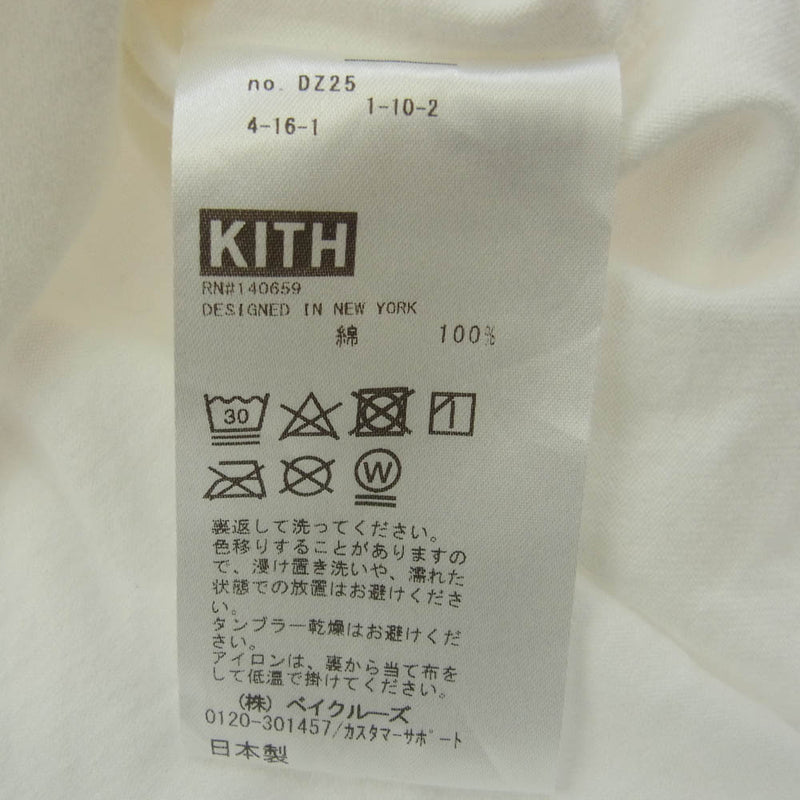 no. DZ25
1-10-2
4-16-1
KITH
RN#140659
DESIGNED IN NEW YORK
綿 100%
30
W
裏返して洗ってください。
色移りすることがありますの
で、浸け置き洗いや、濡れた
状態での放置はお避けくださ
い。
タンブラー乾燥はお避けくだ
さい。
アイロンは、裏から当て布を
して低温で掛けてください。
(株) ベイクルーズ
0120-301457/カスタマーサポート
日本製